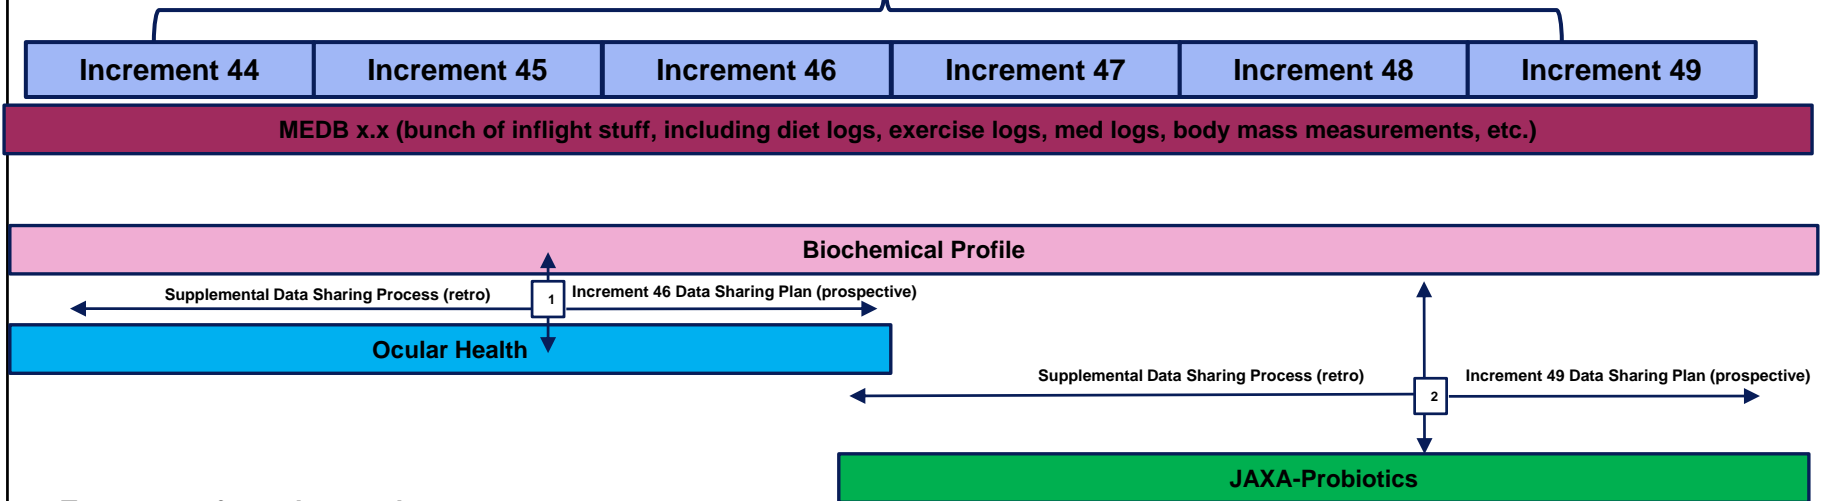 Increment 44 Increment 45 Increment 46 Increment 47 Increment 48 Increment 49
MEDB x.x (bunch of inflight stuff, including diet logs, exercise logs, med logs, body mass measurements, etc.)
Biochemical Profile
Supplemental Data Sharing Process (retro) 1 Increment 46 Data Sharing Plan (prospective)
Ocular Health
Supplemental Data Sharing Process (retro) 2 Increment 49 Data Sharing Plan (prospective)
JAXA-Probiotics